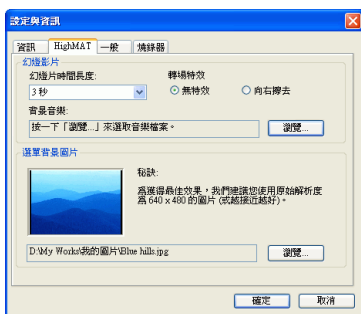 設定與資訊
資訊 HighMAT 一般 燒錄器
幻燈影片
幻燈片時間長度: 轉場特效
3 秒 無特效 向右擦去
背景音樂:
按一下「瀏覽...」來選取音樂檔案。 瀏覽...
選單背景圖片
秘訣:
為獲得最佳效果,我們建議您使用原始解析度
為 640 x 480 的圖片 (或越接近越好)。
D:\My Works\我的圖片\Blue hills.jpg 瀏覽...
確定 取消